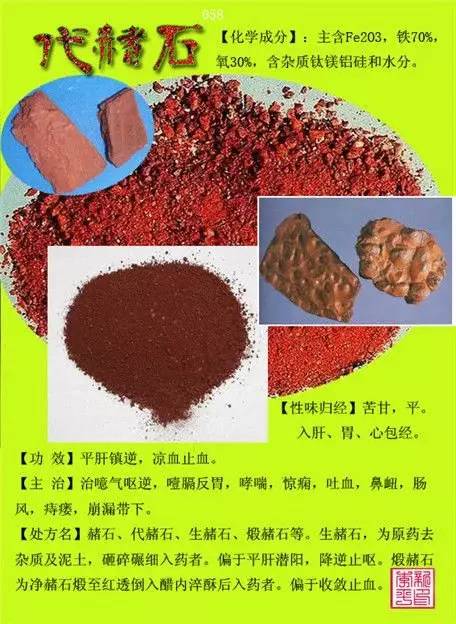 058
代赭石
【化学成分】：主含Fe2O3，铁70%，
氧30%，含杂质钛镁铝硅和水分。
【性味归经】苦甘，平。
入肝、胃、心包经。
【功 效】平肝镇逆，凉血止血。
【主 治】治噫气呕逆，噎膈反胃，哮喘，惊痫，吐血，鼻衄，肠
风，痔瘘，崩漏带下。
【处方名】赭石、代赭石、生赭石、煅赭石等。生赭石，为原药去
杂质及泥土，砸碎碾细入药者。偏于平肝潜阳，降逆止呕。煅赭石
为净赭石煅至红透倒入醋内淬酥后入药者。偏于收敛止血。